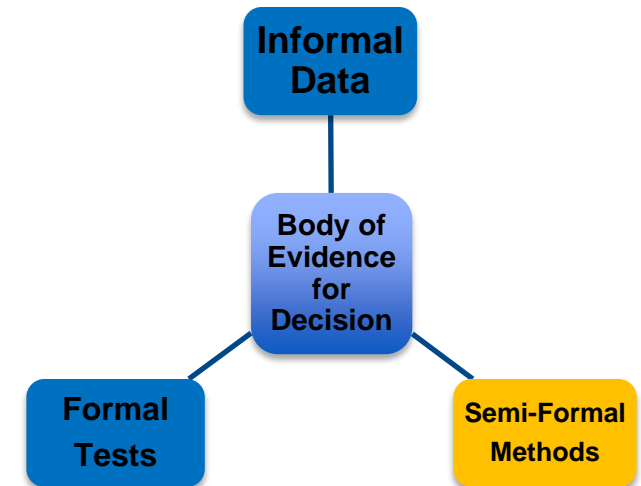 Informal
Data
Body of
Evidence
for
Decision
Formal
Tests
Semi-Formal
Methods